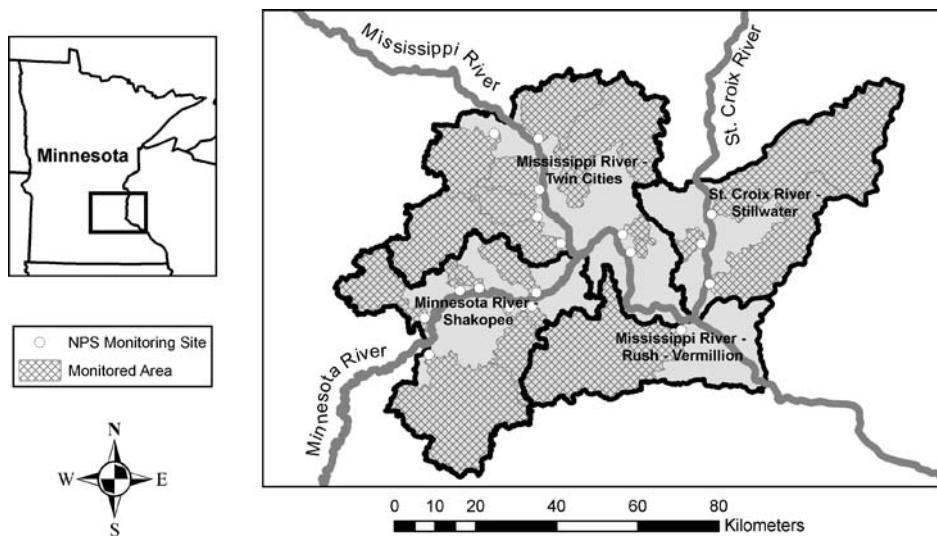 Minnesota
NPS Monitoring Site
Monitored Area
N
W
E
S
Mississippi River
St. Croix River
Mississippi River -
Twin Cities
St. Croix River -
Stillwater
Minnesota River -
Shakopee
Mississippi River -
Rush - Vermillion
Minnesota River
0 10 20 40 60 80
Kilometers